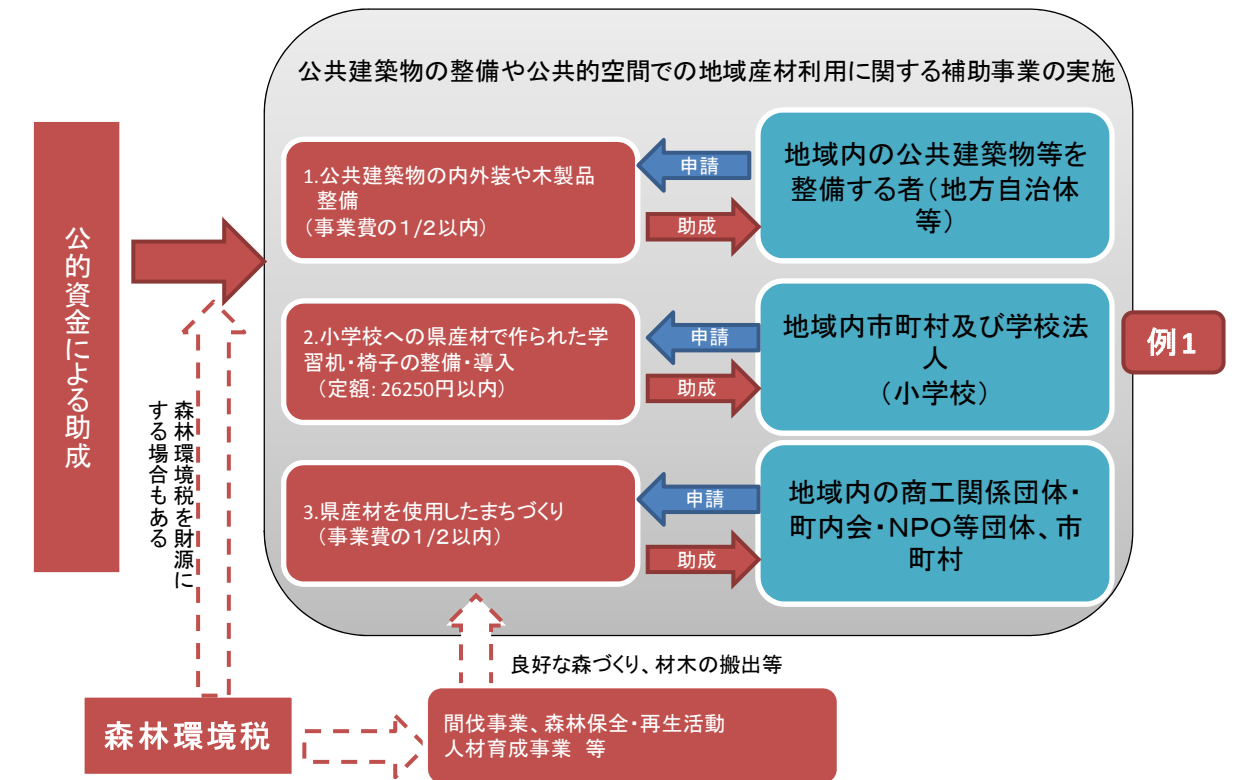 公共建築物の整備や公共的空間での地域産材利用に関する補助事業の実施
公的資金による助成
1.公共建築物の内外装や木製品
整備
(事業費の1/2以内)
申請
助成
地域内の公共建築物等を
整備する者(地方自治体
等)
2.小学校への県産材で作られた学
習机・椅子の整備・導入
(定額:26250円以内)
申請
助成
地域内市町村及び学校法
人
(小学校)
例1
3.県産材を使用したまちづくり
(事業費の1/2以内)
申請
助成
地域内の商工関係団体・
町内会・NPO等団体、市
町村
森林環境税を財源に
する場合もある
良好な森づくり、材木の搬出等
森林環境税
間伐事業、森林保全・再生活動
人材育成事業 等